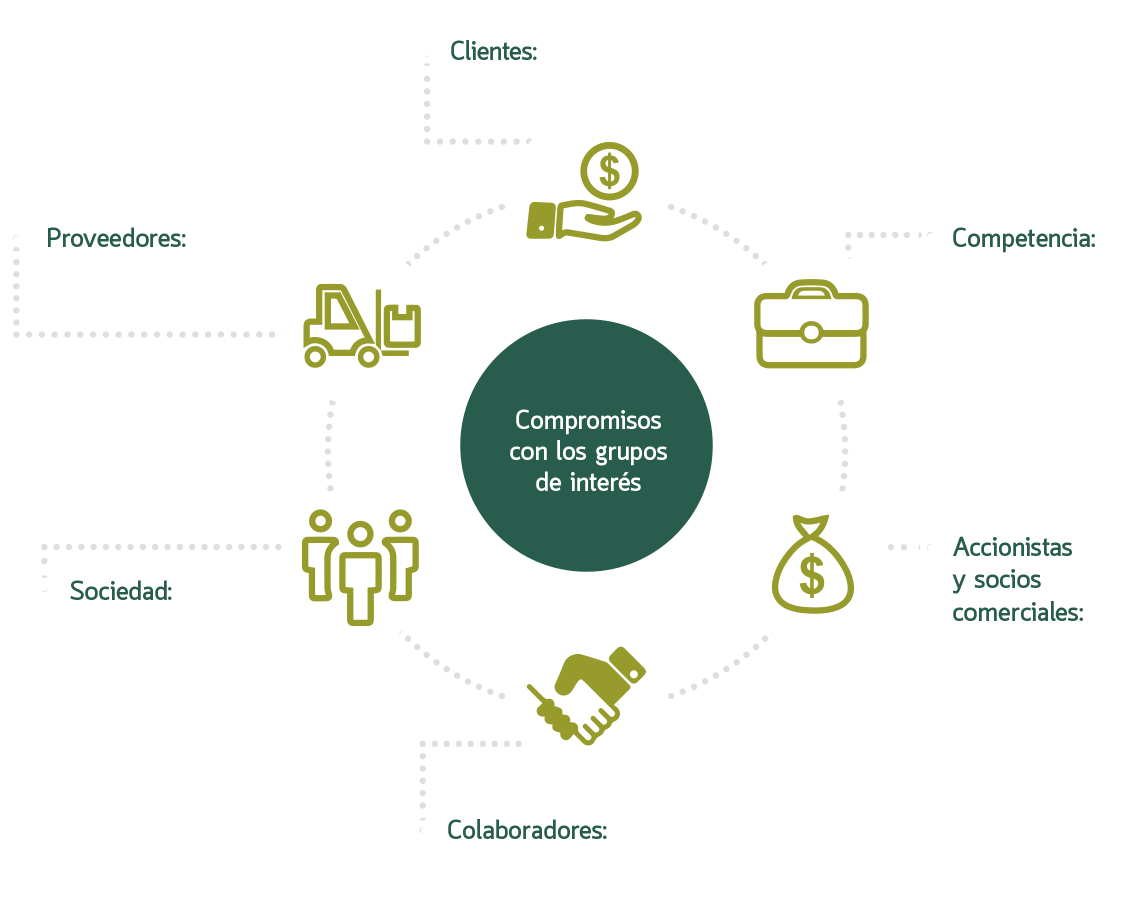 Clientes:
Proveedores:
Competencia:
Compromisos
con los grupos
de interés
Accionistas
y socios
comerciales:
Sociedad:
Colaboradores:
$
$